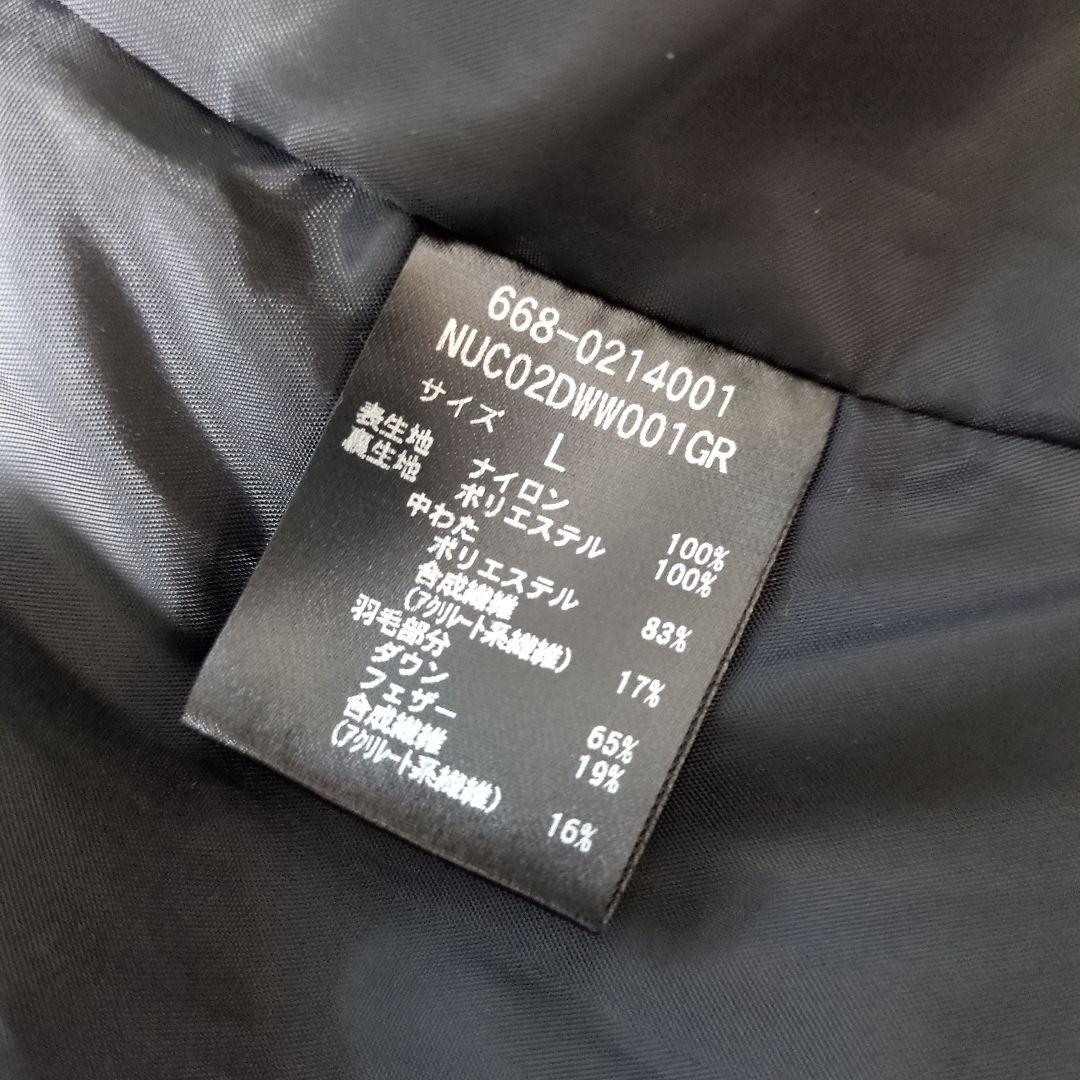 668-0214001
NUC02DWW001GR
サイズ L
表生地 ナイロン 100%
裏生地 ポリエステル 100%
中わた
ポリエステル 83%
合成繊維
(アクリレート系繊維) 17%
羽毛部分
ダウン 65%
フェザー 19%
合成繊維
(アクリレート系繊維) 16%